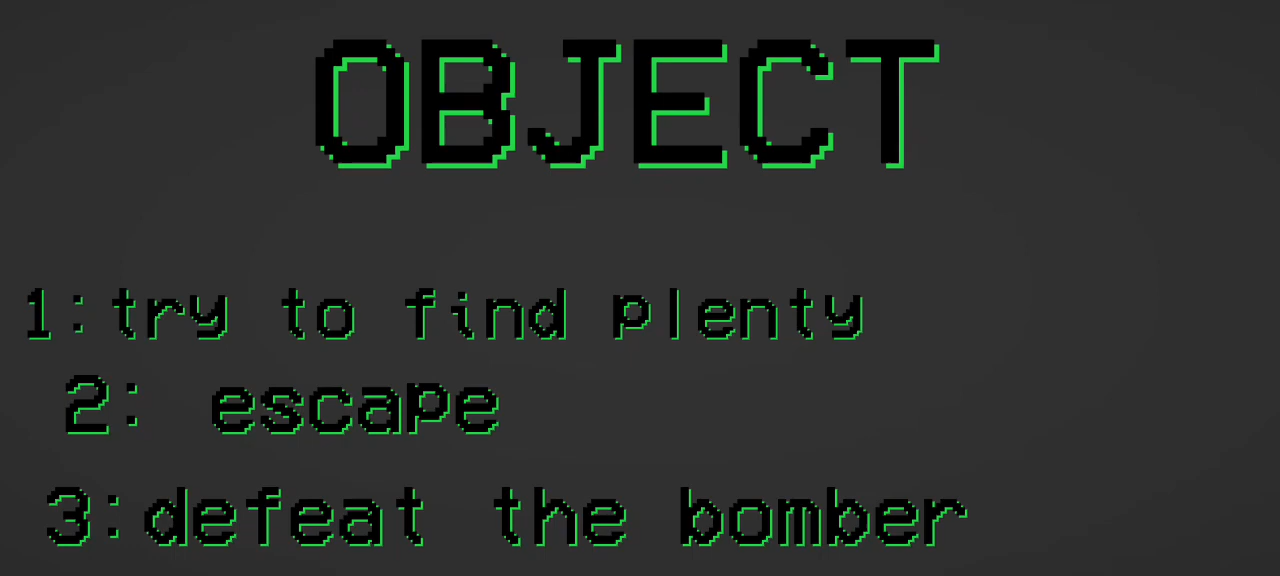 OBJECT
1:try to find plenty
2: escape
3:defeat the bomber